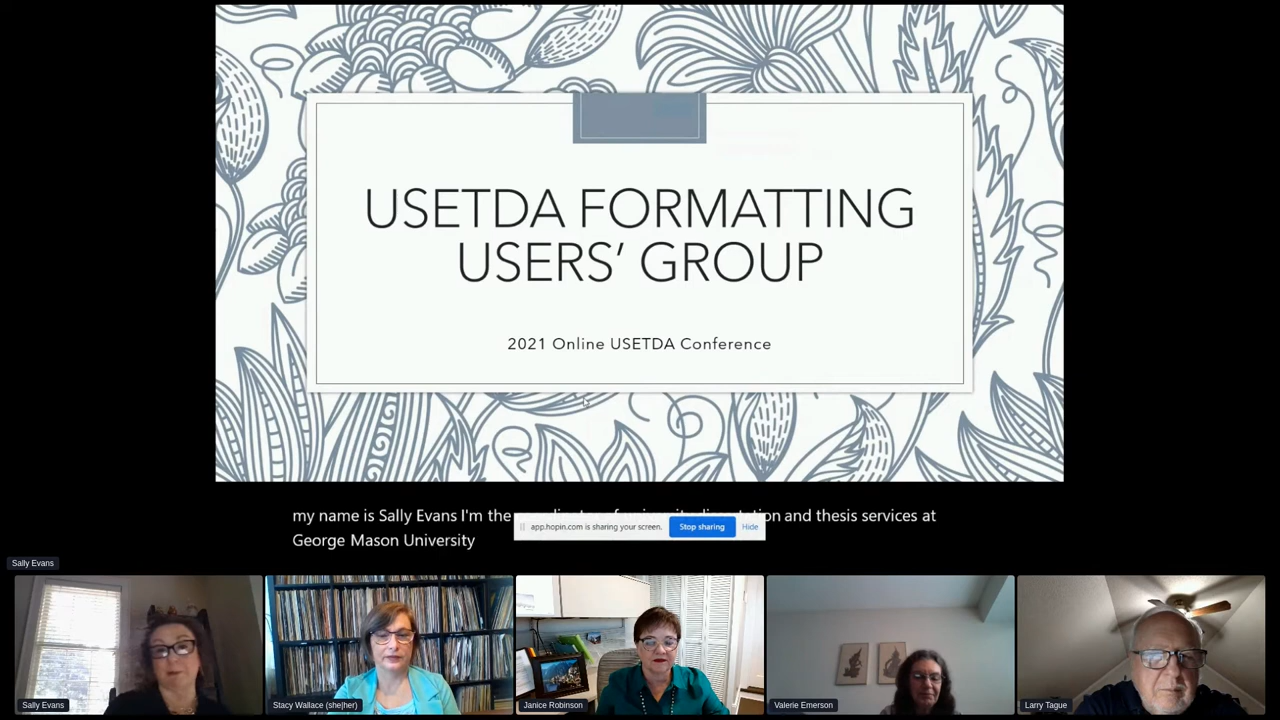 USETDA FORMATTING
USERS’ GROUP
2021 Online USETDA Conference
my name is Sally Evans I'm the and thesis services at
George Mason University
app.hopin.com is sharing your screen. Stop sharing Hide
Sally Evans
Sally Evans
Stacy Wallace (she|her)
Janice Robinson
Valerie Emerson
Larry Tague